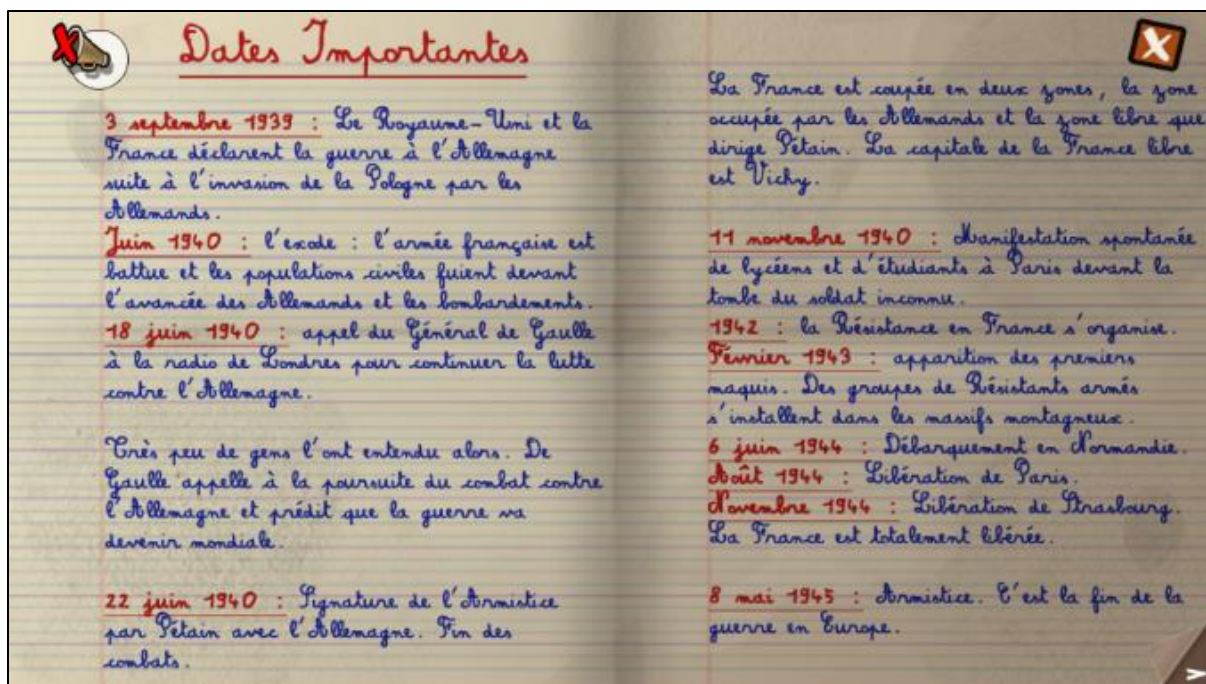 Dates Importantes
3 septembre 1939 : Le Royaume-Uni et la
France déclarent la guerre à l'Allemagne
suite à l'invasion de la Pologne par les
Allemands.
Juin 1940 : l'exode : l'armée française est
battue et les populations civiles fuient devant
l'avancée des Allemands et les bombardements.
18 juin 1940 : appel du Général de Gaulle
à la radio de Londres pour continuer la lutte
contre l'Allemagne.
Très peu de gens l'ont entendu alors. De
Gaulle appelle à la poursuite du combat contre
l'Allemagne et prédit que la guerre va
devenir mondiale.
22 juin 1940 : Signature de l'Armistice
par Pétain avec l'Allemagne. Fin des
combats.
La France est coupée en deux zones, la zone
occupée par les Allemands et la zone libre que
dirige Pétain. La capitale de la France libre
est Vichy.
11 novembre 1940 : Manifestation spontanée
de lycéens et d'étudiants à Paris devant la
tombe du soldat inconnu.
1942 : la Résistance en France s'organise.
Février 1943 : apparition des premiers
maquis. Des groupes de Résistants armés
s'installent dans les massifs montagneux.
6 juin 1944 : Débarquement en Normandie.
Août 1944 : Libération de Paris.
Novembre 1944 : Libération de Strasbourg.
La France est totalement libérée.
8 mai 1945 : Armistice. C'est la fin de la
guerre en Europe.